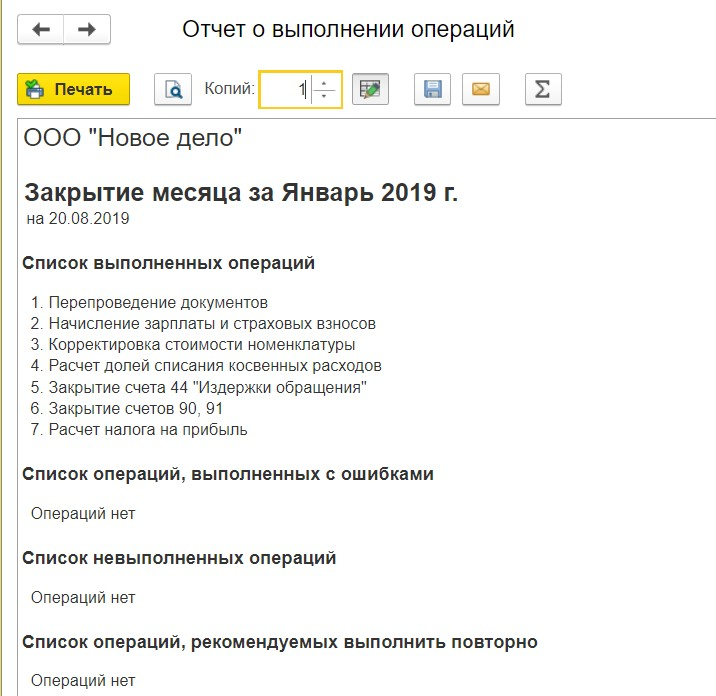 Отчет о выполнении операций
Печать
Копий:
1
Σ
ООО "Новое дело"
Закрытие месяца за Январь 2019 г.
на 20.08.2019
Список выполненных операций
1. Перепроведение документов
2. Начисление зарплаты и страховых взносов
3. Корректировка стоимости номенклатуры
4. Расчет долей списания косвенных расходов
5. Закрытие счета 44 "Издержки обращения"
6. Закрытие счетов 90, 91
7. Расчет налога на прибыль
Список операций, выполненных с ошибками
Операций нет
Список невыполненных операций
Операций нет
Список операций, рекомендуемых выполнить повторно
Операций нет